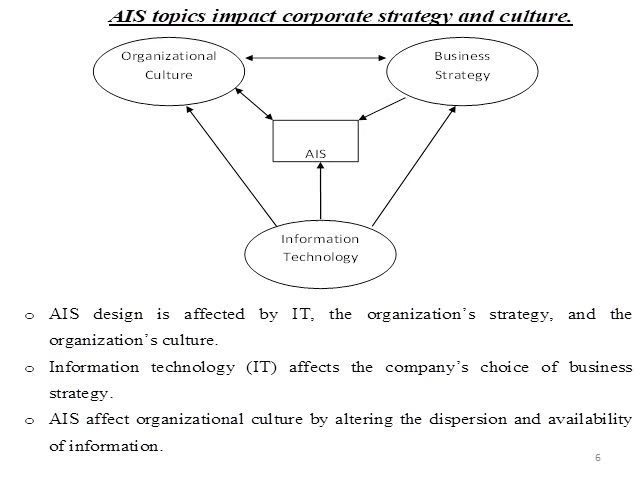 AIS topics impact corporate strategy and culture.
Organizational
Culture
Business
Strategy
AIS
Information
Technology
o AIS design is affected by IT, the organization's strategy, and the
organization's culture.
o Information technology (IT) affects the company's choice of business
strategy.
o AIS affect organizational culture by altering the dispersion and availability
of information.
6